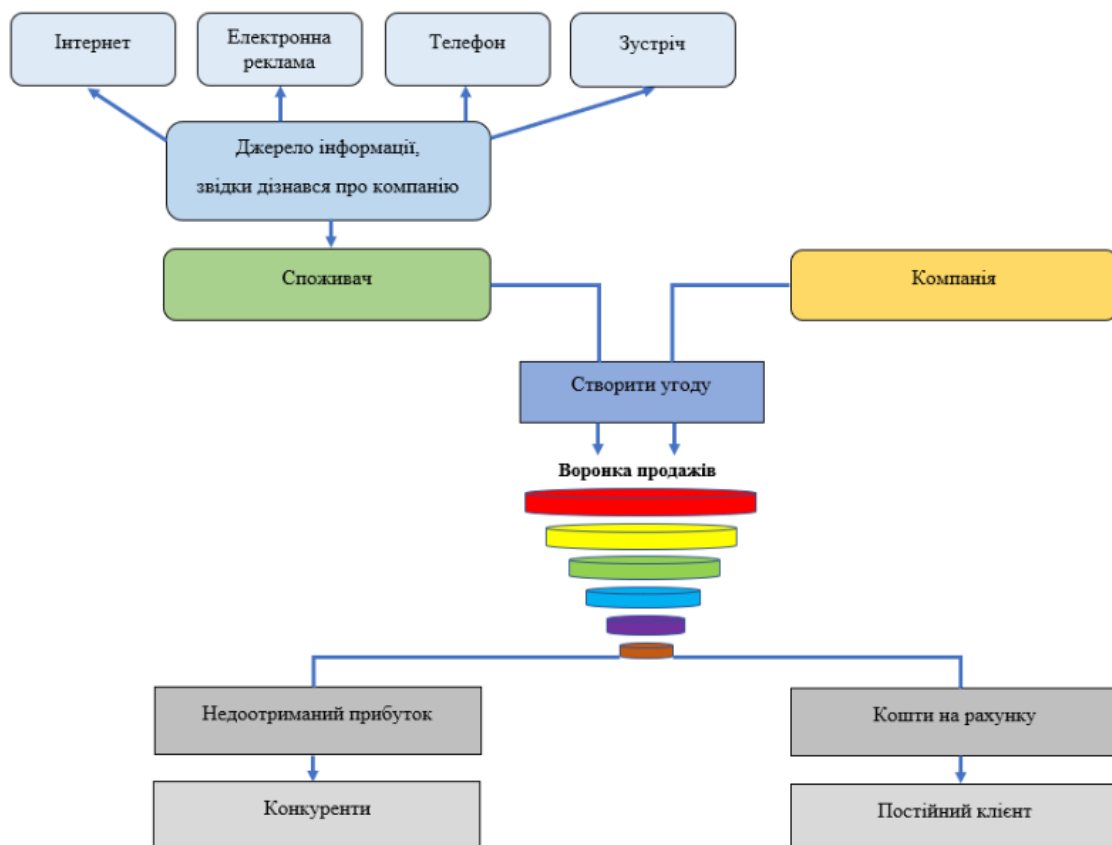 Інтернет
Електронна
реклама
Телефон
Зустріч
Джерело інформації,
звідки дізнався про компанію
Споживач
Компанія
Створити угоду
Воронка продажів
Недоотриманий прибуток
Кошти на рахунку
Конкуренти
Постійний клієнт